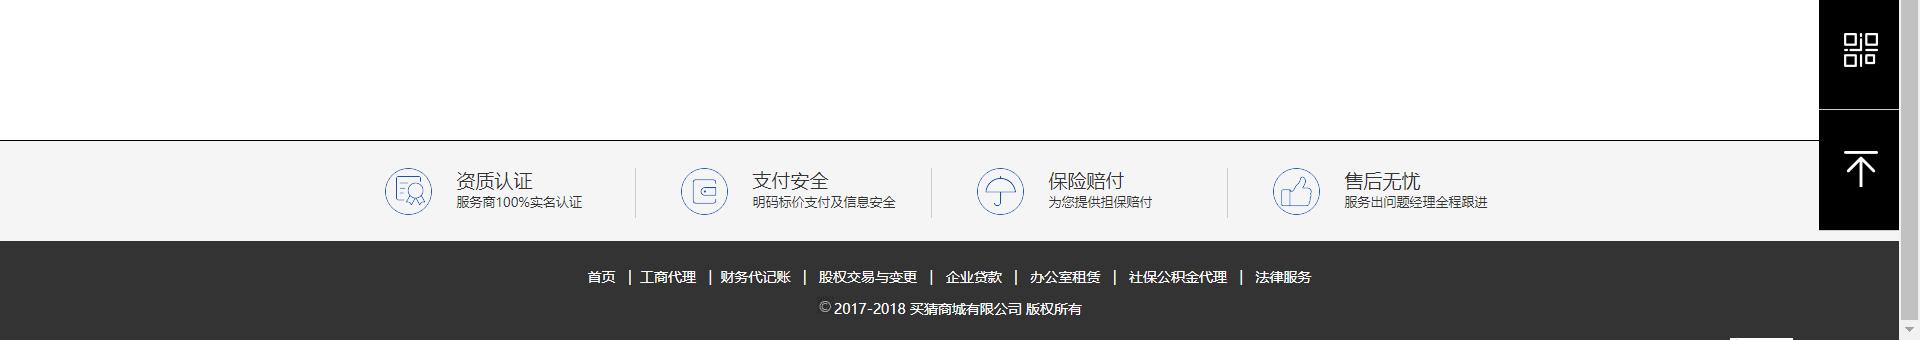 资质认证
服务商100%实名认证
支付安全
明码标价支付及信息安全
保险赔付
为您提供担保赔付
售后无忧
服务出问题经理全程跟进
首页 | 工商代理 | 财务代记账 | 股权交易与变更 | 企业贷款 | 办公室租赁 | 社保公积金代理 | 法律服务
© 2017-2018 买猜商城有限公司 版权所有